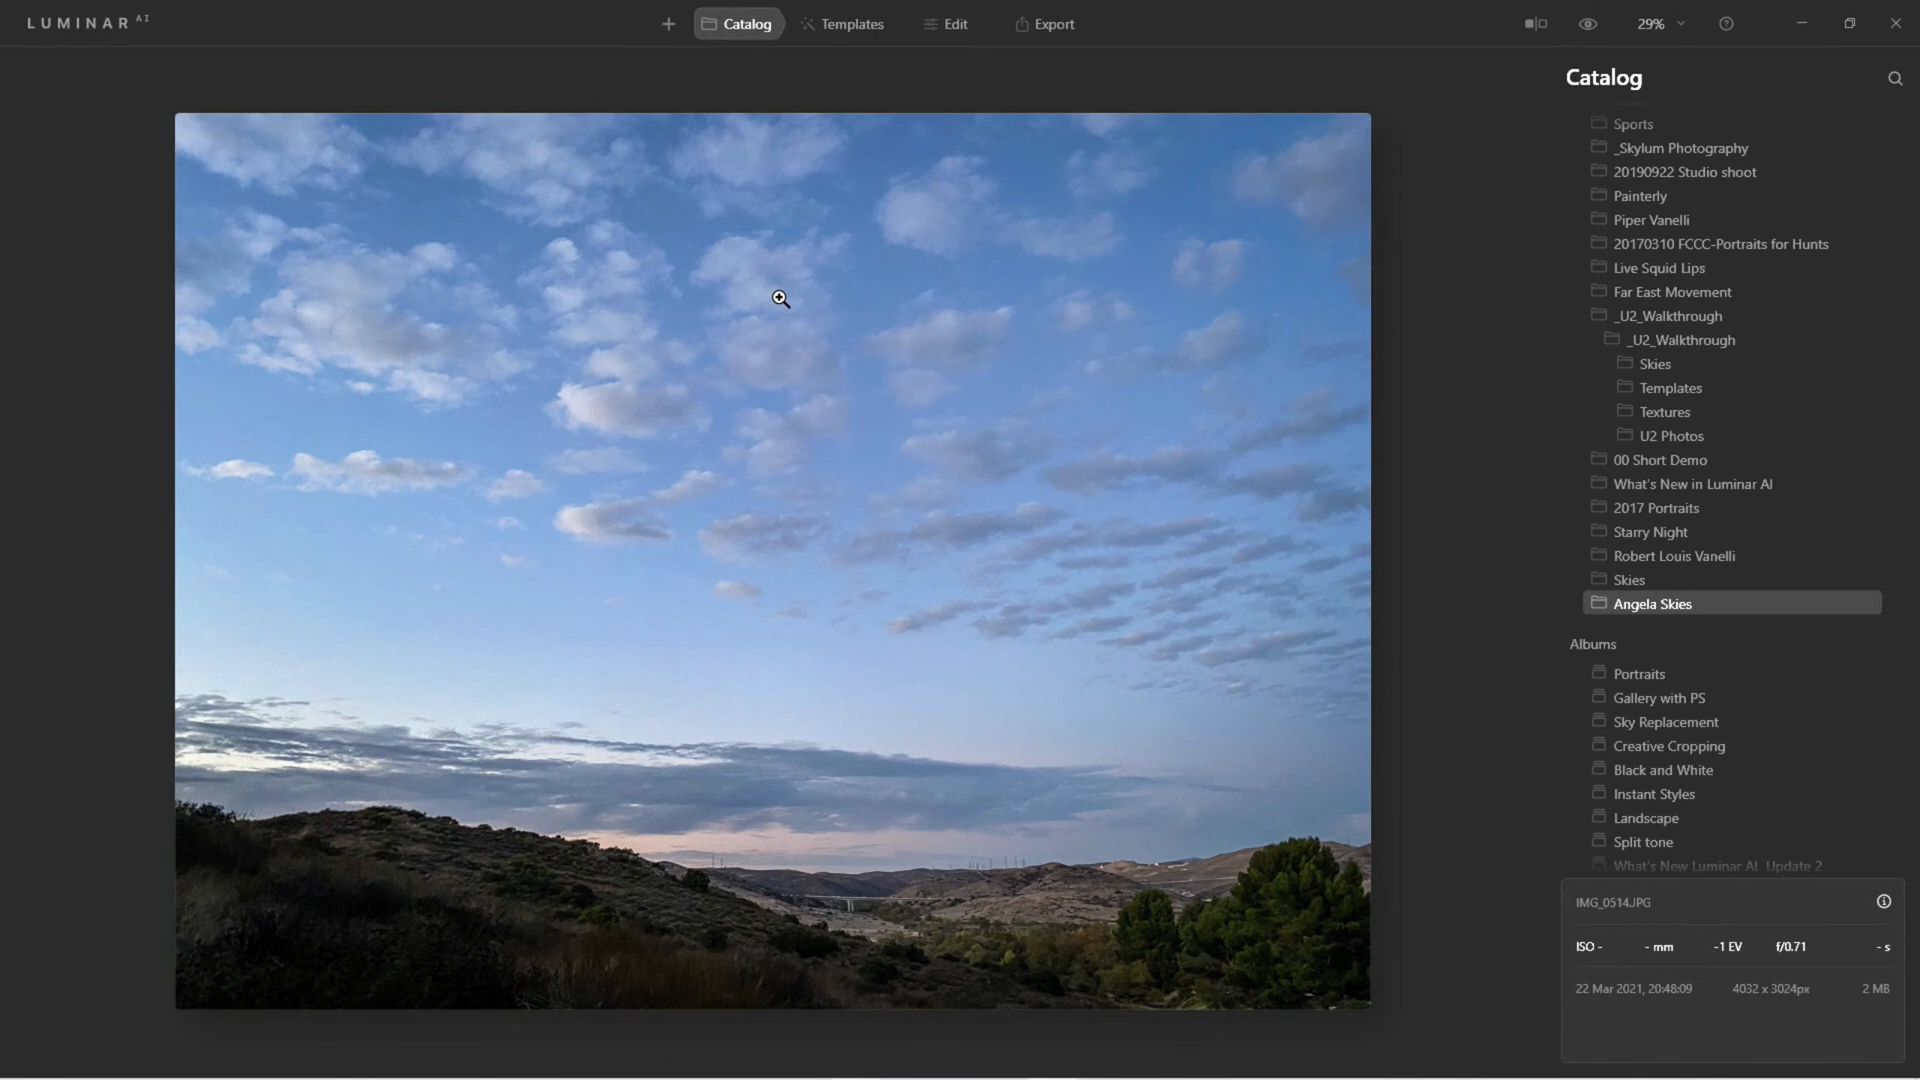 LUMINAR AI
Catalog
Templates
Edit
Export
29%
Catalog
Sports
_Skylum Photography
20190922 Studio shoot
Painterly
Piper Vanelli
20170310 FCCC-Portraits for Hunts
Live Squid Lips
Far East Movement
_U2_Walkthrough
_U2_Walkthrough
Skies
Templates
Textures
U2 Photos
00 Short Demo
What's New in Luminar AI
2017 Portraits
Starry Night
Robert Louis Vanelli
Skies
Angela Skies
Albums
Portraits
Gallery with PS
Sky Replacement
Creative Cropping
Black and White
Instant Styles
Landscape
Split tone
What's New Luminar AI Update 2
IMG_0514.JPG
ISO - - mm -1 EV f/0.71 - s
22 Mar 2021, 20:48:09 4032 x 3024px 2 MB